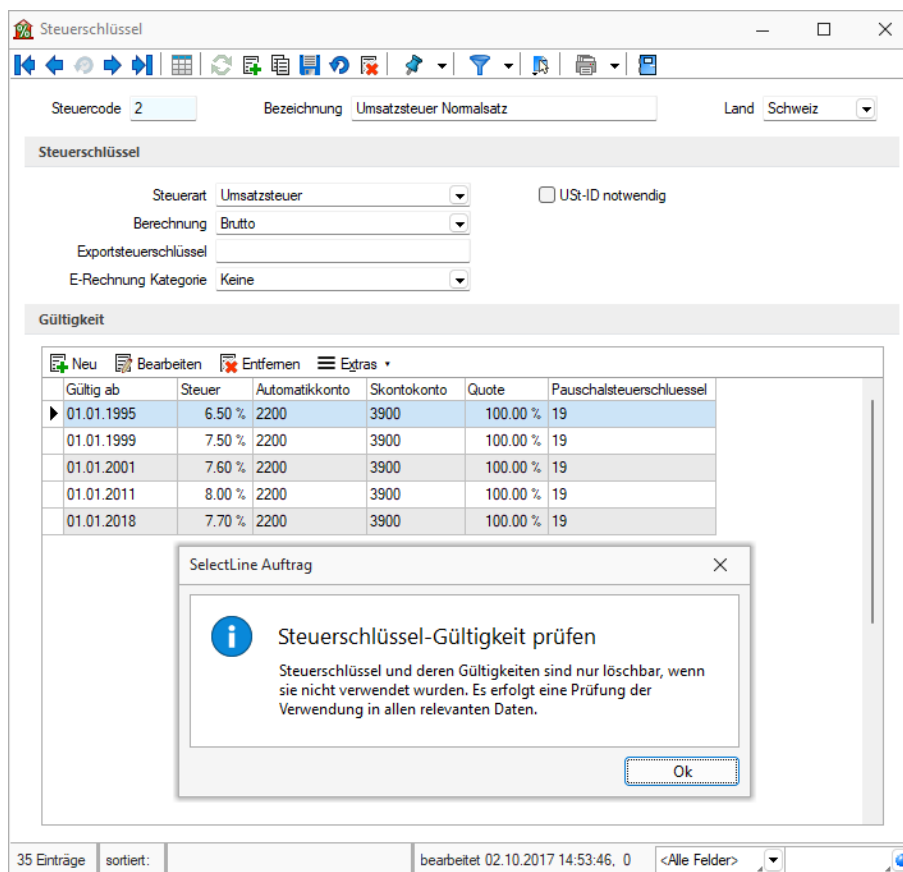 Steuerschlüssel
Steuercode 2 Bezeichnung Umsatzsteuer Normalsatz Land Schweiz
Steuerschlüssel
Steuerart Umsatzsteuer USt-ID notwendig
Berechnung Brutto
Exportsteuerschlüssel
E-Rechnung Kategorie Keine
Gültigkeit
Neu Bearbeiten Entfernen Extras
Gültig ab Steuer Automatikkonto Skontokonto Quote Pauschalsteuerschluessel
01.01.1995 6.50 % 2200 3900 100.00 % 19
01.01.1999 7.50 % 2200 3900 100.00 % 19
01.01.2001 7.60 % 2200 3900 100.00 % 19
01.01.2011 8.00 % 2200 3900 100.00 % 19
01.01.2018 7.70 % 2200 3900 100.00 % 19
SelectLine Auftrag
Steuerschlüssel-Gültigkeit prüfen
Steuerschlüssel und deren Gültigkeiten sind nur löschbar, wenn
sie nicht verwendet wurden. Es erfolgt eine Prüfung der
Verwendung in allen relevanten Daten.
Ok
35 Einträge sortiert: bearbeitet 02.10.2017 14:53:46, 0 <Alle Felder>